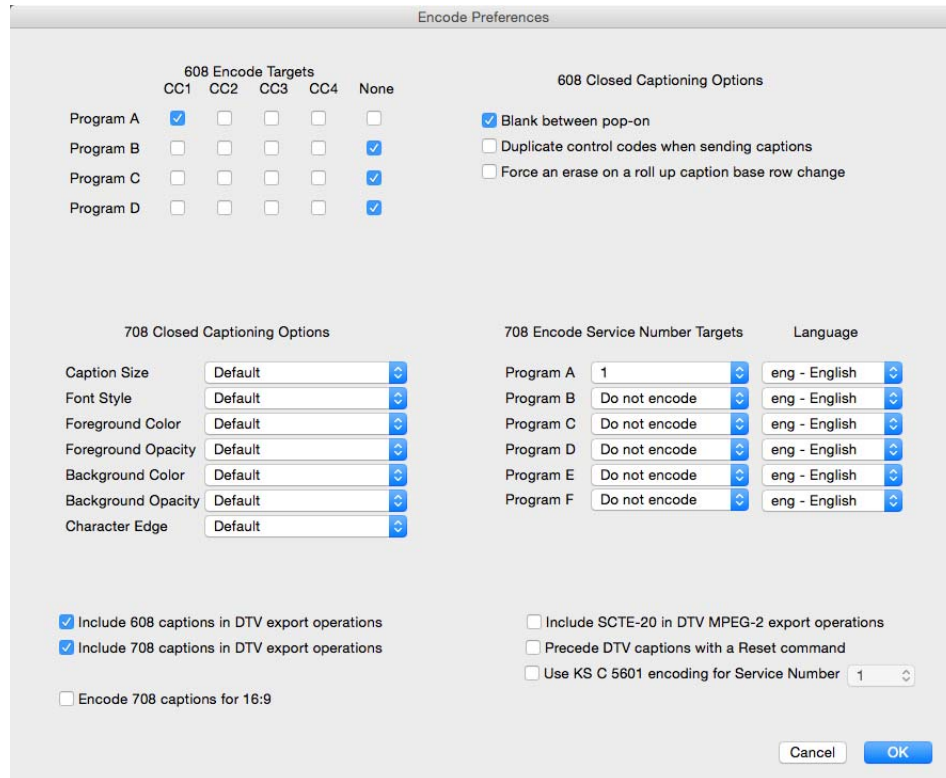 Encode Preferences
608 Encode Targets
CC1 CC2 CC3 CC4 None
Program A
Program B
Program C
Program D
608 Closed Captioning Options
Blank between pop-on
Duplicate control codes when sending captions
Force an erase on a roll up caption base row change
708 Closed Captioning Options
Caption Size Default
Font Style Default
Foreground Color Default
Foreground Opacity Default
Background Color Default
Background Opacity Default
Character Edge Default
708 Encode Service Number Targets Language
Program A 1 eng - English
Program B Do not encode eng - English
Program C Do not encode eng - English
Program D Do not encode eng - English
Program E Do not encode eng - English
Program F Do not encode eng - English
Include 608 captions in DTV export operations
Include 708 captions in DTV export operations
Encode 708 captions for 16:9
Include SCTE-20 in DTV MPEG-2 export operations
Precede DTV captions with a Reset command
Use KS C 5601 encoding for Service Number 1
Cancel OK